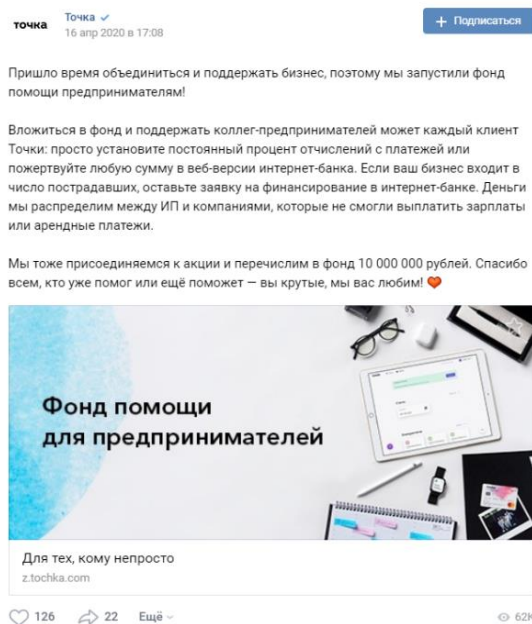 точка
Точка
16 апр 2020 в 17:08
Подписаться
Пришло время объединиться и поддержать бизнес, поэтому мы запустили фонд
помощи предпринимателям!
Вложиться в фонд и поддержать коллег-предпринимателей может каждый клиент
Точки: просто установите постоянный процент отчислений с платежей или
пожертвуйте любую сумму в веб-версии интернет-банка. Если ваш бизнес входит в
число пострадавших, оставьте заявку на финансирование в интернет-банке. Деньги
мы распределим между ИП и компаниями, которые не смогли выплатить зарплаты
или арендные платежи.
Мы тоже присоединяемся к акции и перечислим в фонд 10 000 000 рублей. Спасибо
всем, кто уже помог или ещё поможет — вы крутые, мы вас любим! ❤
Фонд помощи
для предпринимателей
Для тех, кому непросто
z.tochka.com
126 22 Ещё 62K